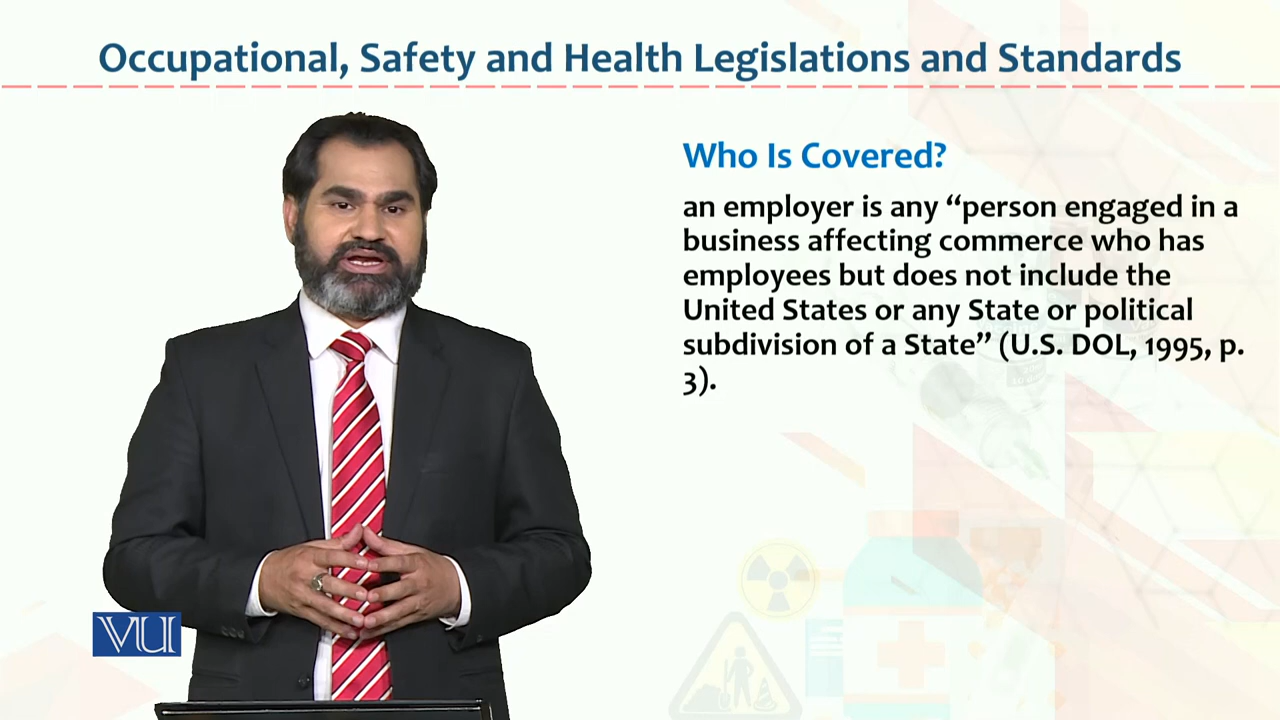 Occupational, Safety and Health Legislations and Standards
Who Is Covered?
an employer is any “person engaged in a
business affecting commerce who has
employees but does not include the
United States or any State or political
subdivision of a State” (U.S. DOL, 1995, p.
3).
VU